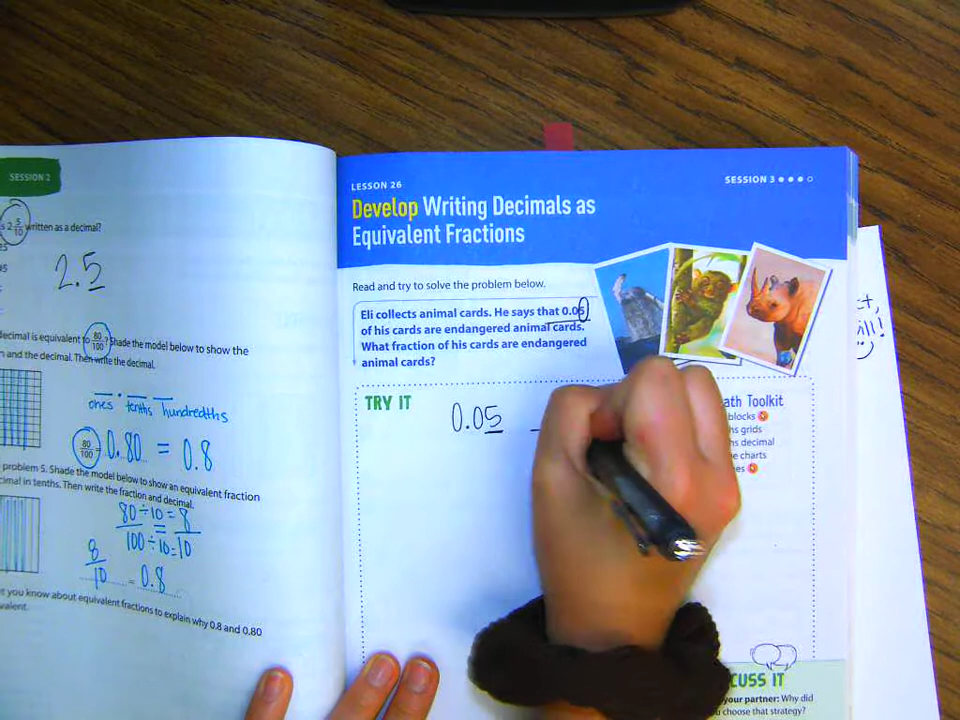 SESSION 2
2 5/10 written as a decimal?
2.5
decimal is equivalent to 80/100? Shade the model below to show the
and the decimal. Then write the decimal.
ones . tenths hundredths
80/100 = 0.80 = 0.8
problem 5. Shade the model below to show an equivalent fraction
in tenths. Then write the fraction and decimal.
80 ÷ 10 = 8
100 ÷ 10 = 10
8/10 = 0.8
you know about equivalent fractions to explain why 0.8 and 0.80
LESSON 26
SESSION 3
Develop Writing Decimals as
Equivalent Fractions
Read and try to solve the problem below.
Eli collects animal cards. He says that 0.05
of his cards are endangered animal cards.
What fraction of his cards are endangered
animal cards?
TRY IT
0.05
Toolkit
blocks
grids
decimal
charts
DISCUSS IT
your partner: Why did
choose that strategy?